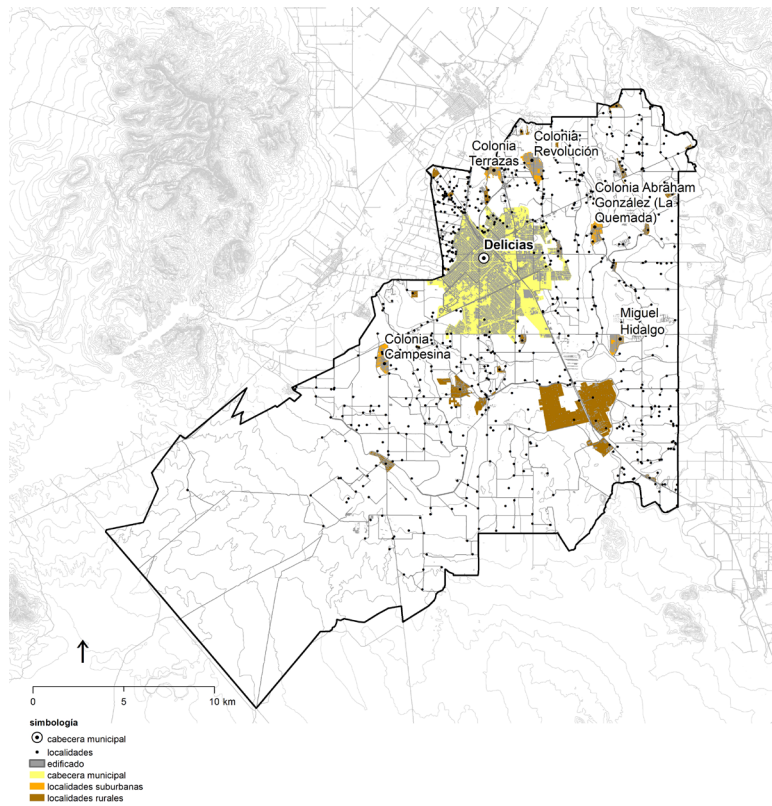 Colonia
Revolución
Colonia
Terrazas
Colonia Abraham
González (La
Quemada)
Delicias
Miguel
Hidalgo
Colonia
Campesina
0 5 10 km
simbología
cabecera municipal
localidades
edificado
cabecera municipal
localidades suburbanas
localidades rurales